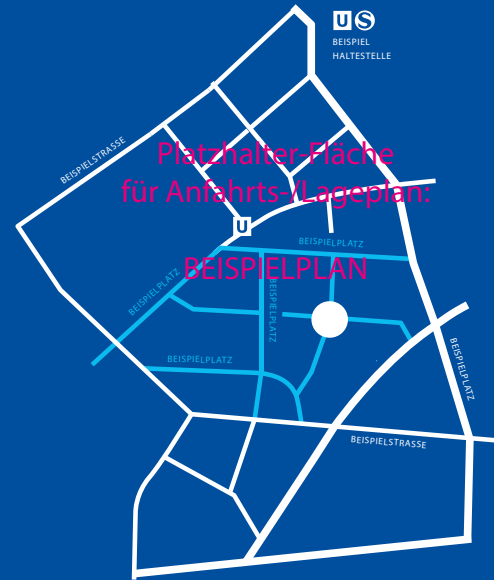 U S
BEISPIEL
HALTESTELLE
BEISPIELSTRASSE
Platzhalter-Fläche
für Anfahrts-/Lageplan:
U
BEISPIELPLATZ
BEISPIELPLAN
BEISPIELPLATZ
BEISPIELPLATZ
BEISPIELPLATZ
BEISPIELPLATZ
BEISPIELSTRASSE